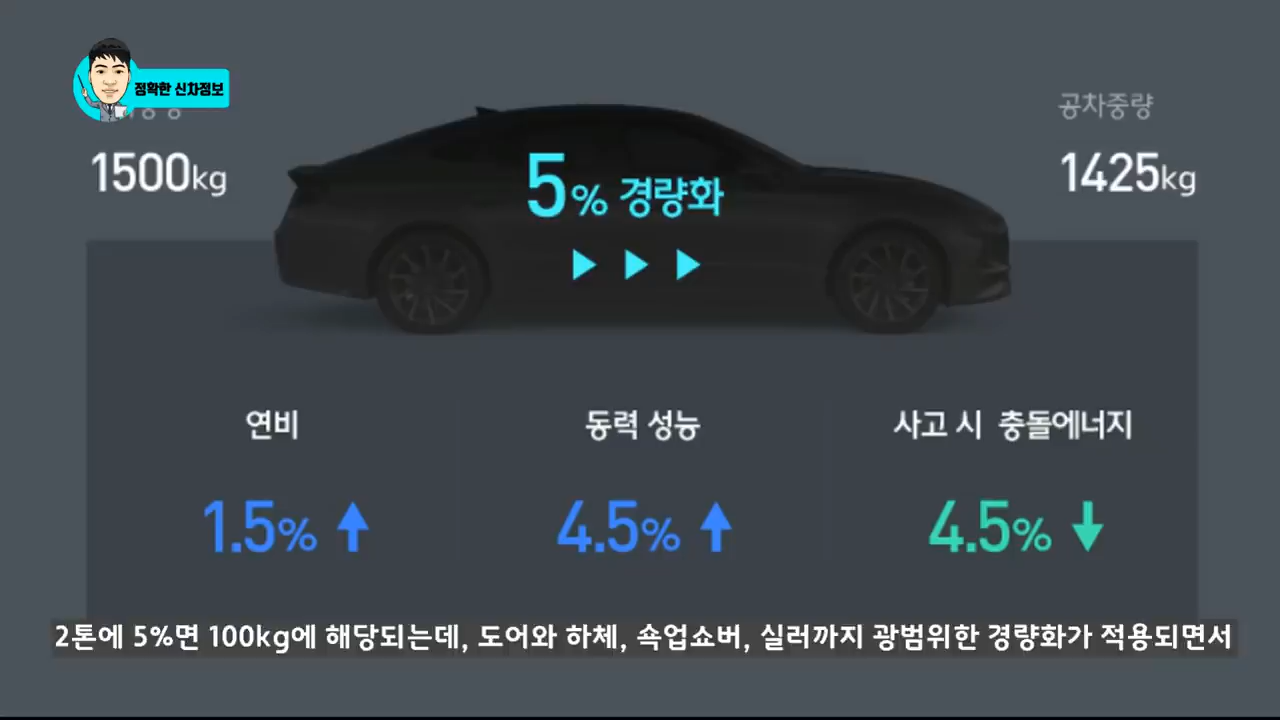 정확한 신차정보
공차중량
1500kg
5% 경량화
1425kg
연비
동력 성능
사고 시 충돌에너지
1.5%
4.5%
4.5%
2톤에 5%면 100kg에 해당되는데, 도어와 하체, 쇽업쇼버, 실러까지 광범위한 경량화가 적용되면서